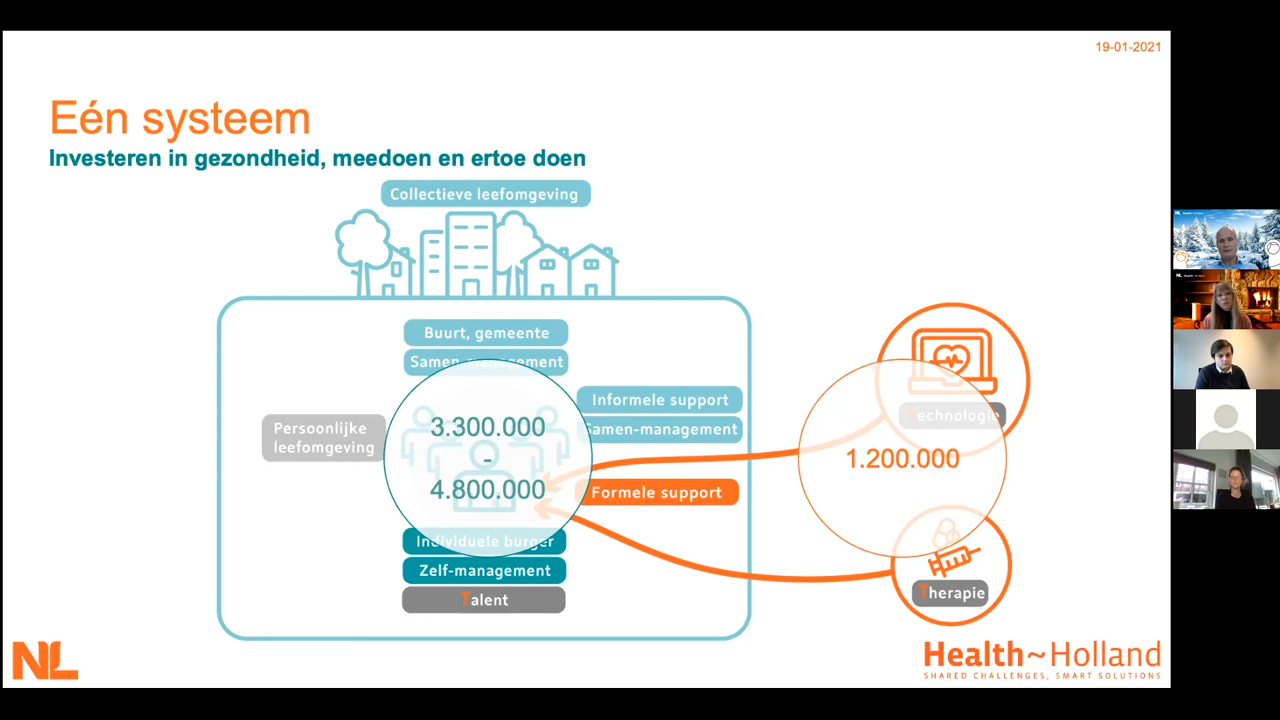 19-01-2021
Eén systeem
Investeren in gezondheid, meedoen en ertoe doen
Collectieve leefomgeving
Buurt, gemeente
Samen-management
Informele support
Samen-management
Persoonlijke
leefomgeving
3.300.000
-
4.800.000
Formele support
Individuele burger
Zelf-management
Talent
Technologie
1.200.000
Therapie
NL
Health~Holland
SHARED CHALLENGES, SMART SOLUTIONS